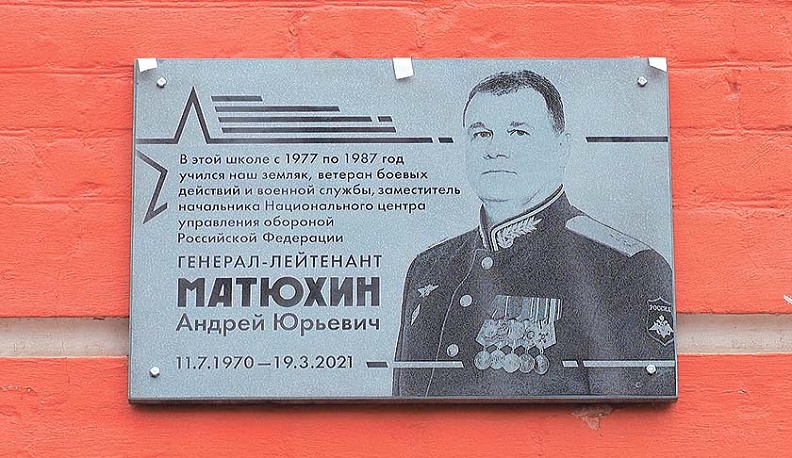 В этой школе с 1977 по 1987 год
учился наш земляк, ветеран боевых
действий и военной службы, заместитель
начальника Национального центра
управления обороной
Российской Федерации
ГЕНЕРАЛ-ЛЕЙТЕНАНТ
МАТЮХИН
Андрей Юрьевич
11.7.1970—19.3.2021
РОССИЯ